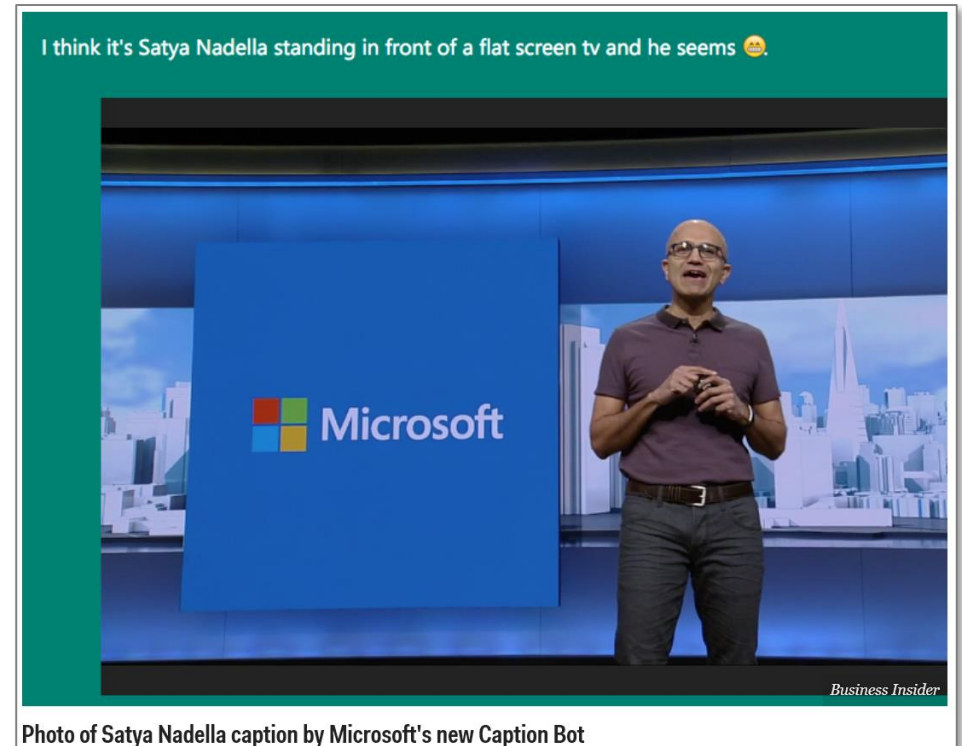 I think it's Satya Nadella standing in front of a flat screen tv and he seems 😁.
Microsoft
Business Insider
Photo of Satya Nadella caption by Microsoft's new Caption Bot